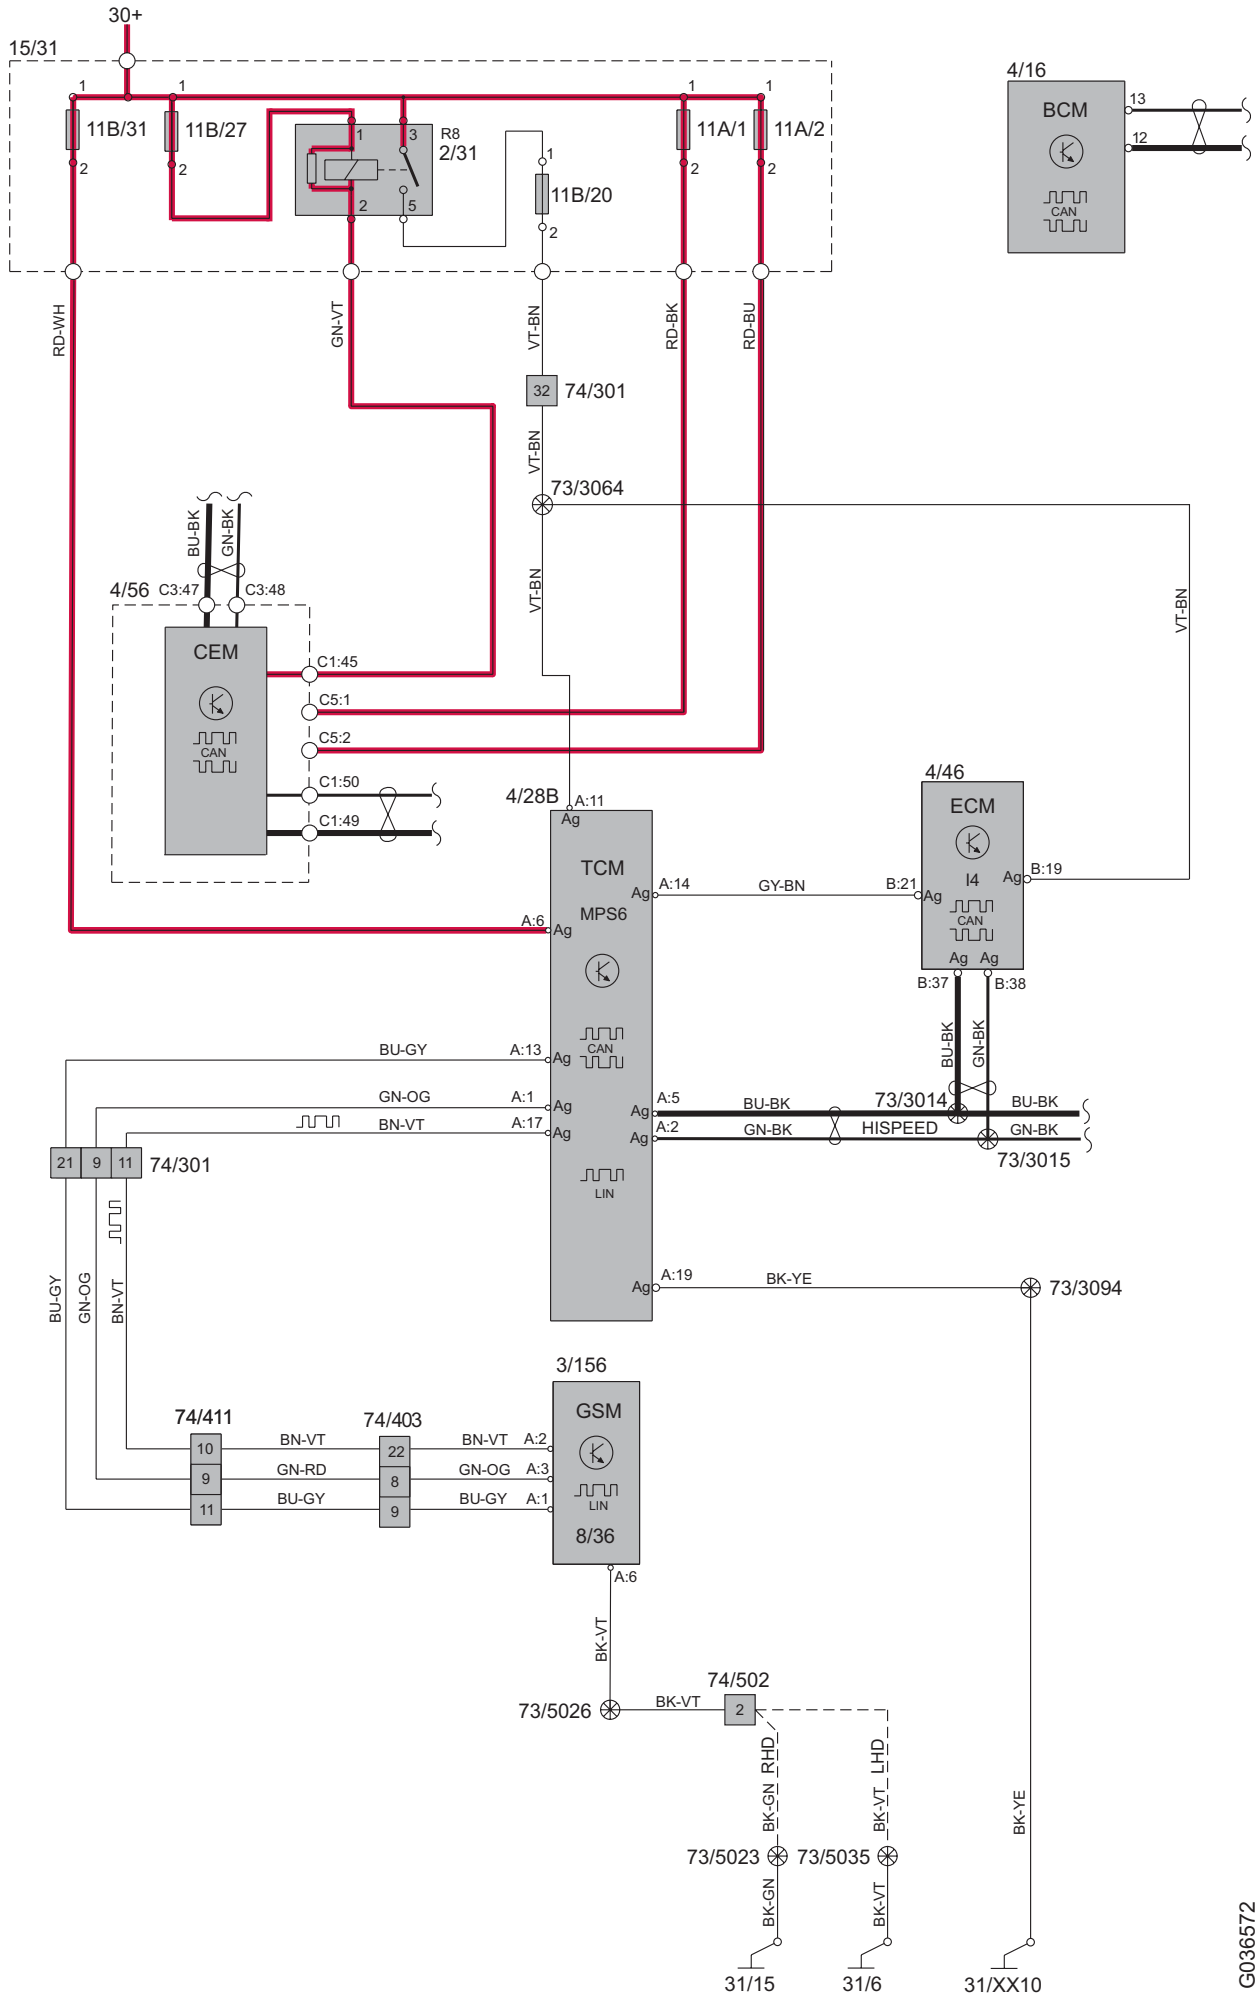 30+
15/31
4/16
1
1
1
1
11B/31
11B/27
1
3
R8
2/31
11A/1
11A/2
BCM
13
12
CAN
2
2
2
2
2
5
1
11B/20
2
RD-WH
GN-VT
VT-BN
RD-BK
RD-BU
32
74/301
VT-BN
73/3064
BU-BK
GN-BK
VT-BN
VT-BN
4/56
C3:47
C3:48
CEM
CAN
C1:45
C5:1
C5:2
C1:50
C1:49
4/28B
A:11
Ag
TCM
MPS6
4/46
ECM
I4
CAN
B:19
Ag
Ag
A:14
GY-BN
B:21
Ag
A:6
Ag
Ag
Ag
B:37
B:38
BU-BK
GN-BK
BU-GY
A:13
Ag
CAN
GN-OG
A:1
Ag
BN-VT
A:17
Ag
Ag
A:5
BU-BK
73/3014
BU-BK
Ag
A:2
GN-BK
HISPEED
GN-BK
73/3015
21
9
11
74/301
LIN
BU-GY
GN-OG
BN-VT
Ag
A:19
BK-YE
73/3094
3/156
GSM
LIN
8/36
74/411
74/403
10
BN-VT
22
BN-VT
A:2
9
GN-RD
8
GN-OG
A:3
11
BU-GY
9
BU-GY
A:1
A:6
BK-VT
73/5026
BK-VT
74/502
2
BK-GN
RHD
BK-VT
LHD
BK-YE
73/5023
73/5035
BK-GN
BK-VT
31/15
31/6
31/XX10
G036572